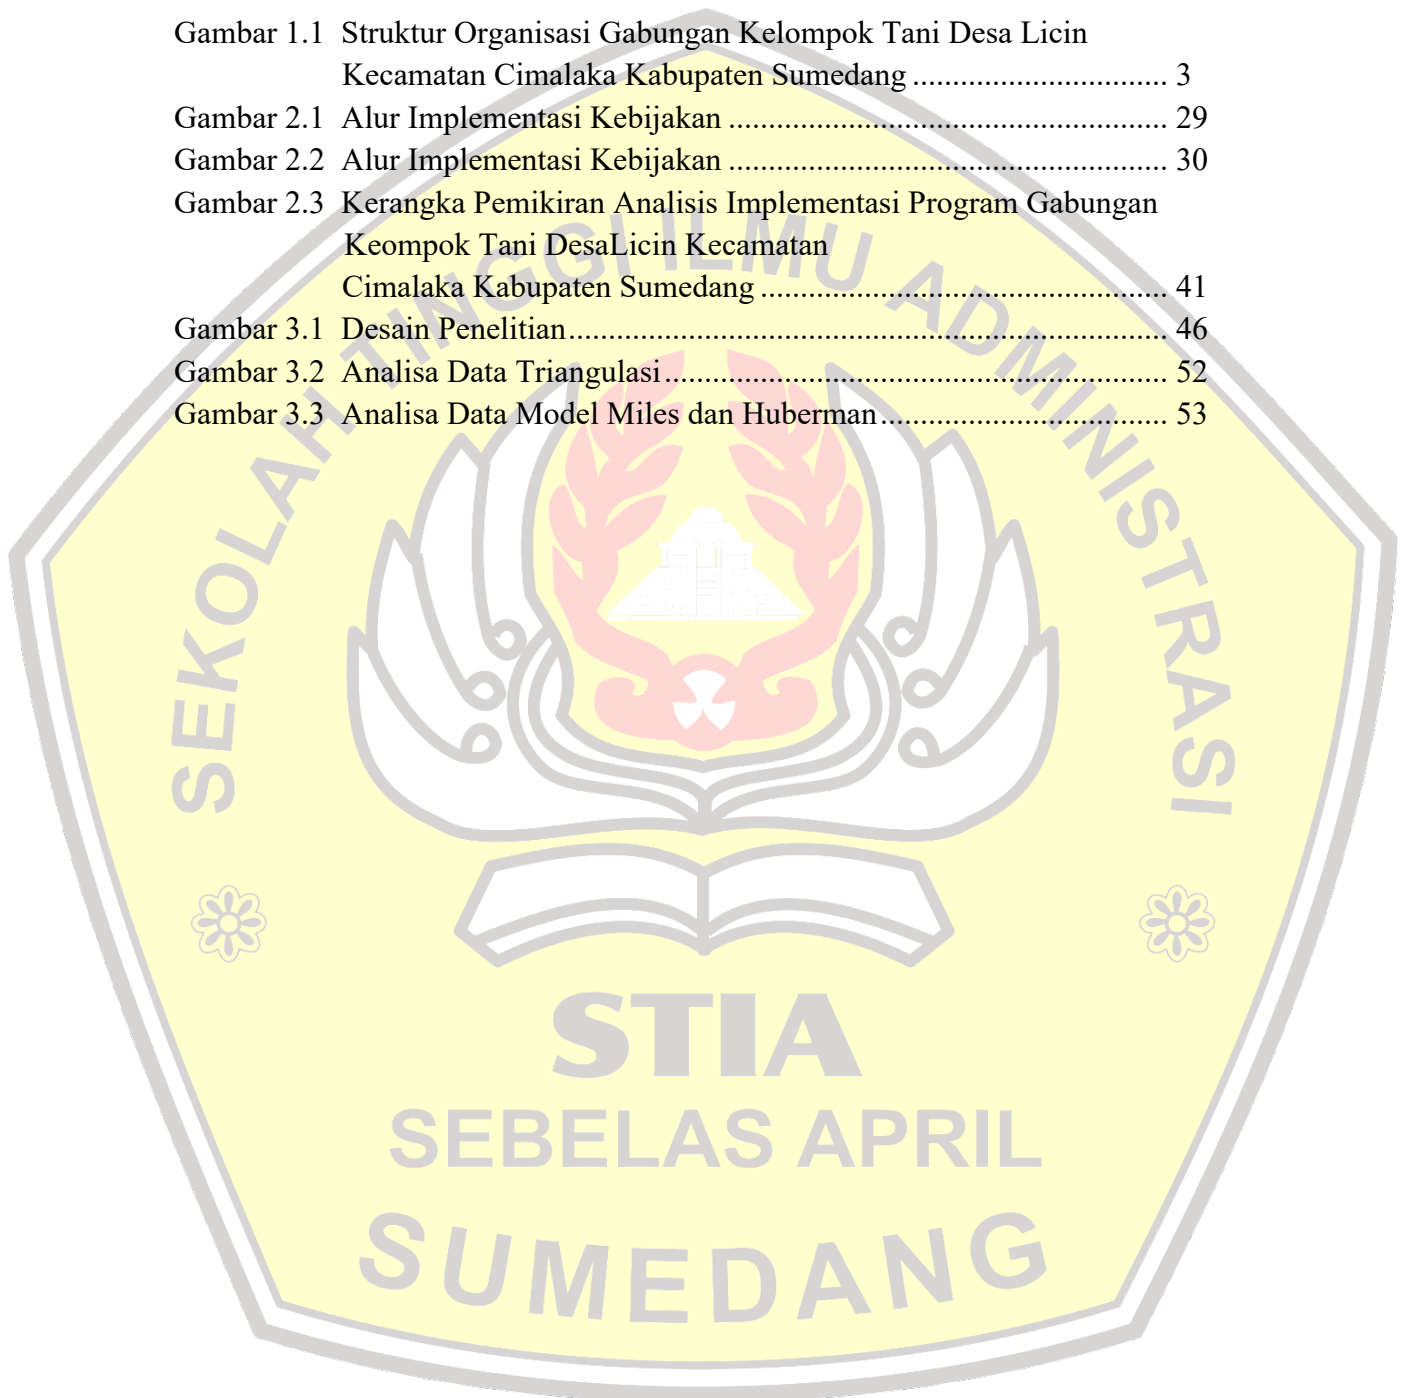 Gambar 1.1 Struktur Organisasi Gabungan Kelompok Tani Desa Licin
Kecamatan Cimalaka Kabupaten Sumedang ................................ 3
Gambar 2.1 Alur Implementasi Kebijakan ....................................................... 29
Gambar 2.2 Alur Implementasi Kebijakan ....................................................... 30
Gambar 2.3 Kerangka Pemikiran Analisis Implementasi Program Gabungan
Keompok Tani DesaLicin Kecamatan
Cimalaka Kabupaten Sumedang ................................................... 41
Gambar 3.1 Desain Penelitian........................................................................... 46
Gambar 3.2 Analisa Data Triangulasi............................................................... 52
Gambar 3.3 Analisa Data Model Miles dan Huberman.................................... 53
SEKOLAH TINGGI ILMU ADMINISTRASI
STIA
SEBELAS APRIL
SUMEDANG